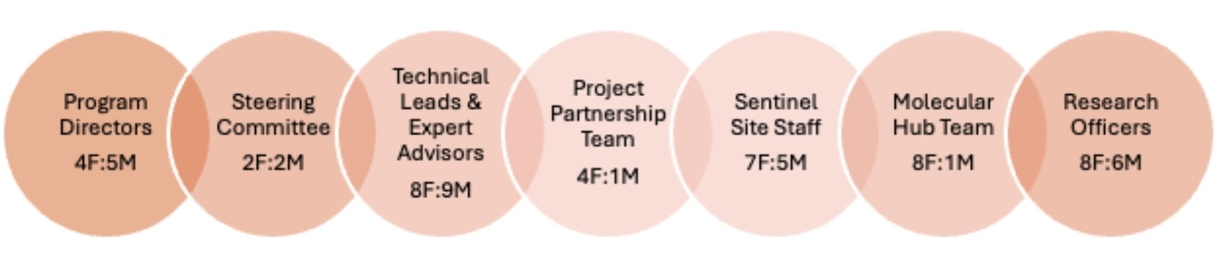 Program
Directors
4F:5M
Steering
Committee
2F:2M
Technical
Leads &
Expert
Advisors
8F:9M
Project
Partnership
Team
4F:1M
Sentinel
Site Staff
7F:5M
Molecular
Hub Team
8F:1M
Research
Officers
8F:6M